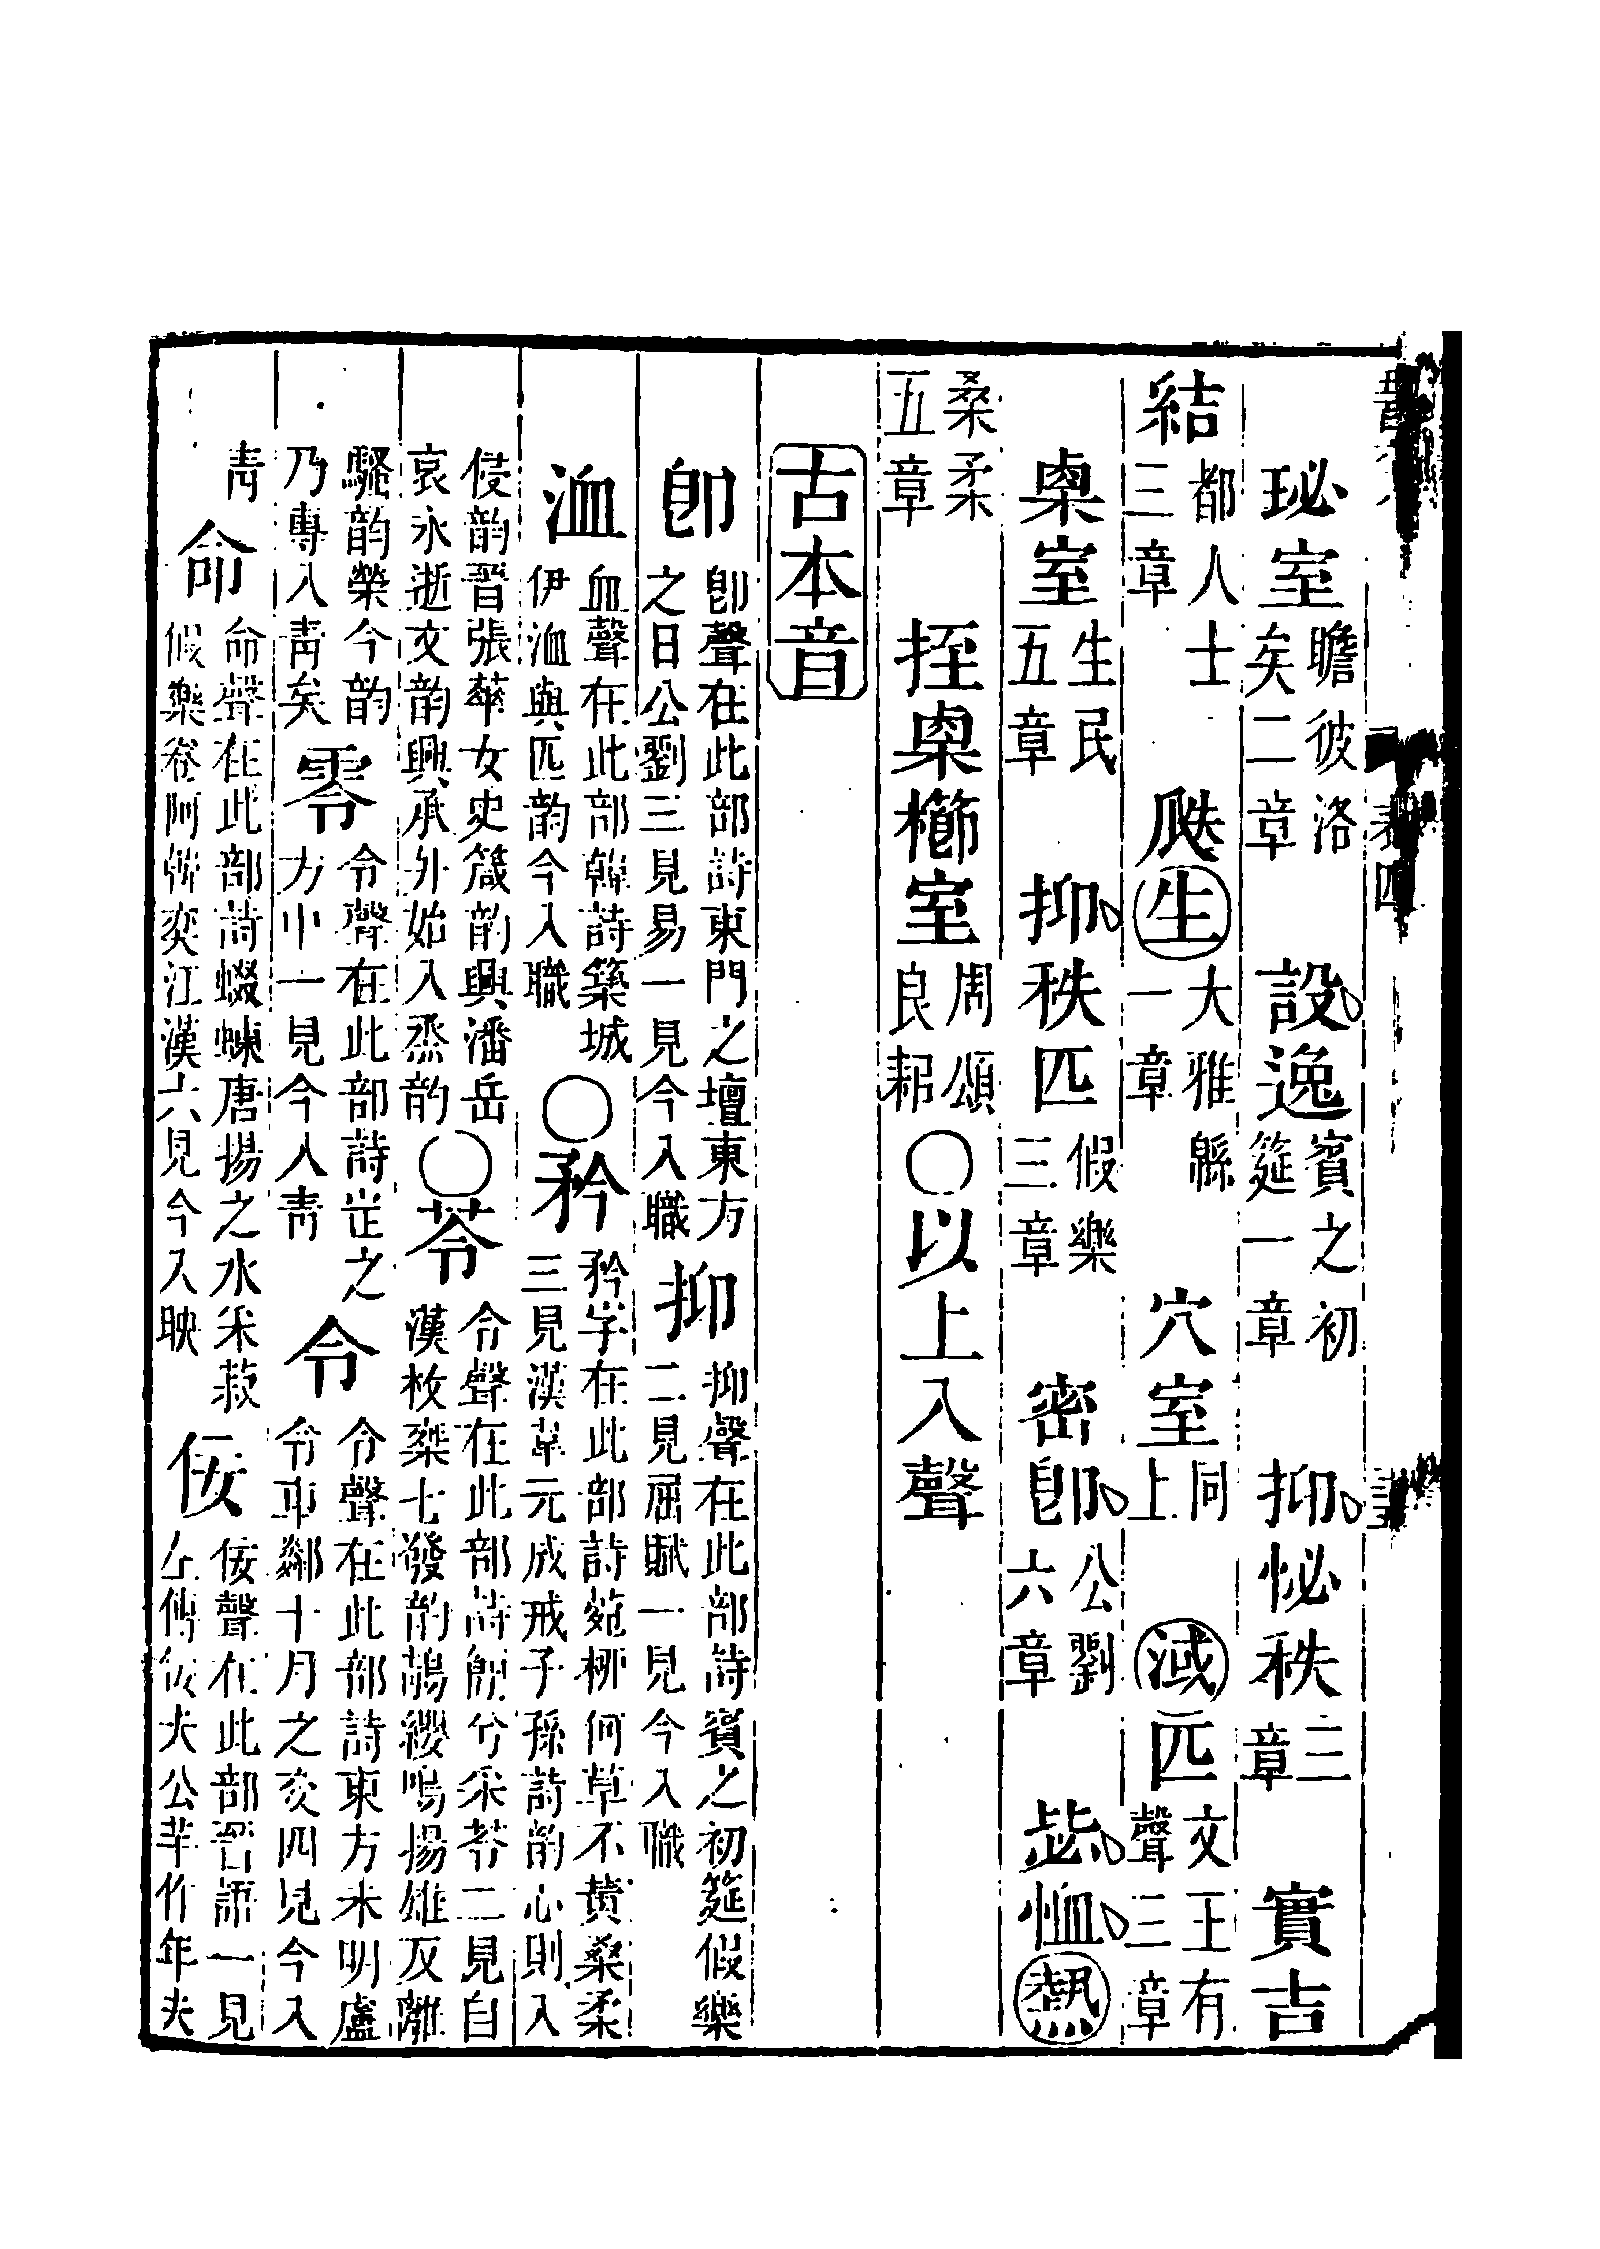 珌室瞻彼洛矣二章　設逸賓之初筵一章　抑怭秩三章　實吉
結都人士三章　瓞生大雅緜一章　穴室同上　淢匹文王有聲三章
㮚室生民五章　抑秩匹假樂三章　密卽公劉六章　毖恤熱
桑柔五章　挃㮚櫛室周頌良耜○以上入聲
古本音
卽卽聲在此部詩東門之壇東方之日公劉三見易一見今入職　抑抑聲在此部詩賓之初筵假樂二見屈賦一見今入職
洫血聲在此部韓詩築城伊洫與匹韵今入職　○矜矜字在此部詩菀柳何草不黃桑柔三見漢韋元成戒子孫詩韵心則入
侵韵晉張華女史箴韵興潘岳哀永逝文韵興承升始入烝韵○苓令聲在此部詩簡兮采苓二見自漢枚桀七發韵鵠纓鳴揚雄反離
騷韵榮今韵乃專入靑矣　零令聲在此部詩定之方中一見今入靑　令令聲在此部詩東方未明盧令車鄰十月之交四見今入
靑　命命聲在此部詩蝃蝀唐揚之水采菽假樂卷阿韓奕江漢六見今入映　佞佞聲在此部晉語一見左傳佞夫公羊作年夫